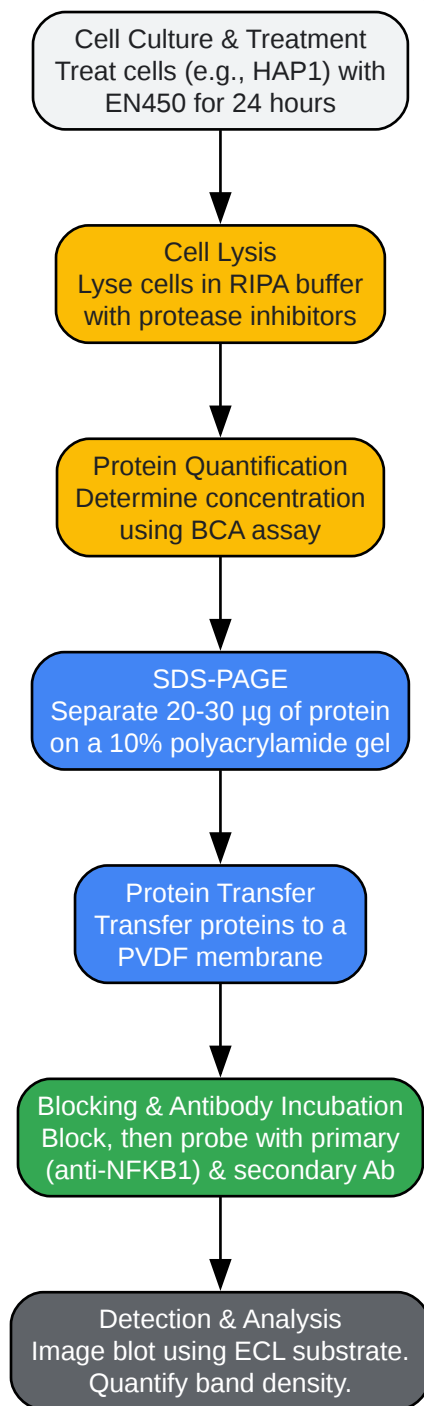 Cell Culture & Treatment
Treat cells (e.g., HAP1) with
EN450 for 24 hours
Cell Lysis
Lyse cells in RIPA buffer
with protease inhibitors
Protein Quantification
Determine concentration
using BCA assay
SDS-PAGE
Separate 20-30 µg of protein
on a 10% polyacrylamide gel
Protein Transfer
Transfer proteins to a
PVDF membrane
Blocking & Antibody Incubation
Block, then probe with primary
(anti-NFKB1) & secondary Ab
Detection & Analysis
Image blot using ECL substrate.
Quantify band density.